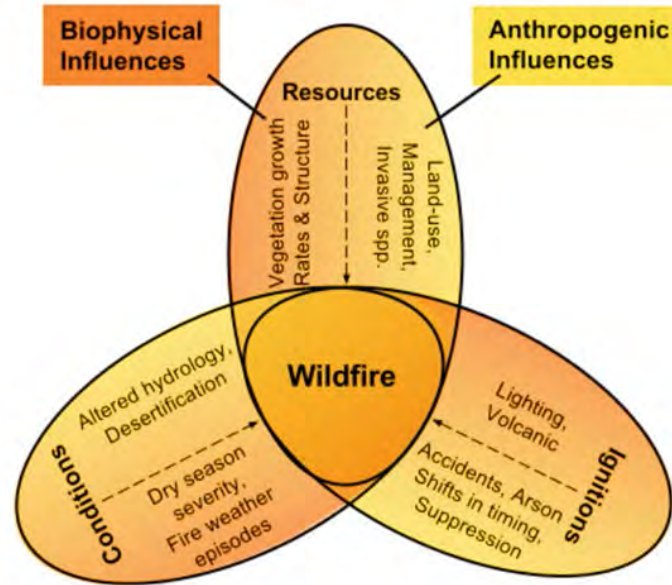 Biophysical
Influences
Anthropogenic
Influences
Resources
Vegetation growth
Rates & Structure
Land-use,
Management,
Invasive spp.
Wildfire
Altered hydrology,
Desertification
Conditions
Dry season
severity,
Fire weather
episodes
Lighting,
Volcanic
Ignitions
Accidents, Arson
Shifts in timing,
Suppression